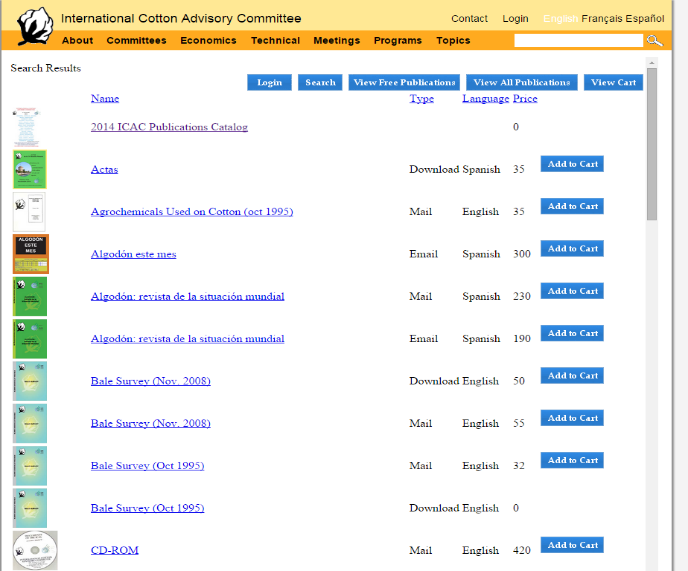 International Cotton Advisory Committee
Contact Login English Français Español
About Committees Economics Technical Meetings Programs Topics
Search Results
Login Search View Free Publications View All Publications View Cart
Name Type Language Price
2014 ICAC Publications Catalog 0
Actas Download Spanish 35 Add to Cart
Agrochemicals Used on Cotton (oct 1995) Mail English 35 Add to Cart
ALGODÓN ESTE MES
Algodón este mes Email Spanish 300 Add to Cart
Algodón: revista de la situación mundial Mail Spanish 230 Add to Cart
Algodón: revista de la situación mundial Email Spanish 190 Add to Cart
Bale Survey (Nov. 2008) Download English 50 Add to Cart
Bale Survey (Nov. 2008) Mail English 55 Add to Cart
Bale Survey (Oct 1995) Mail English 32 Add to Cart
Bale Survey (Oct 1995) Download English 0
CD-ROM Mail English 420 Add to Cart